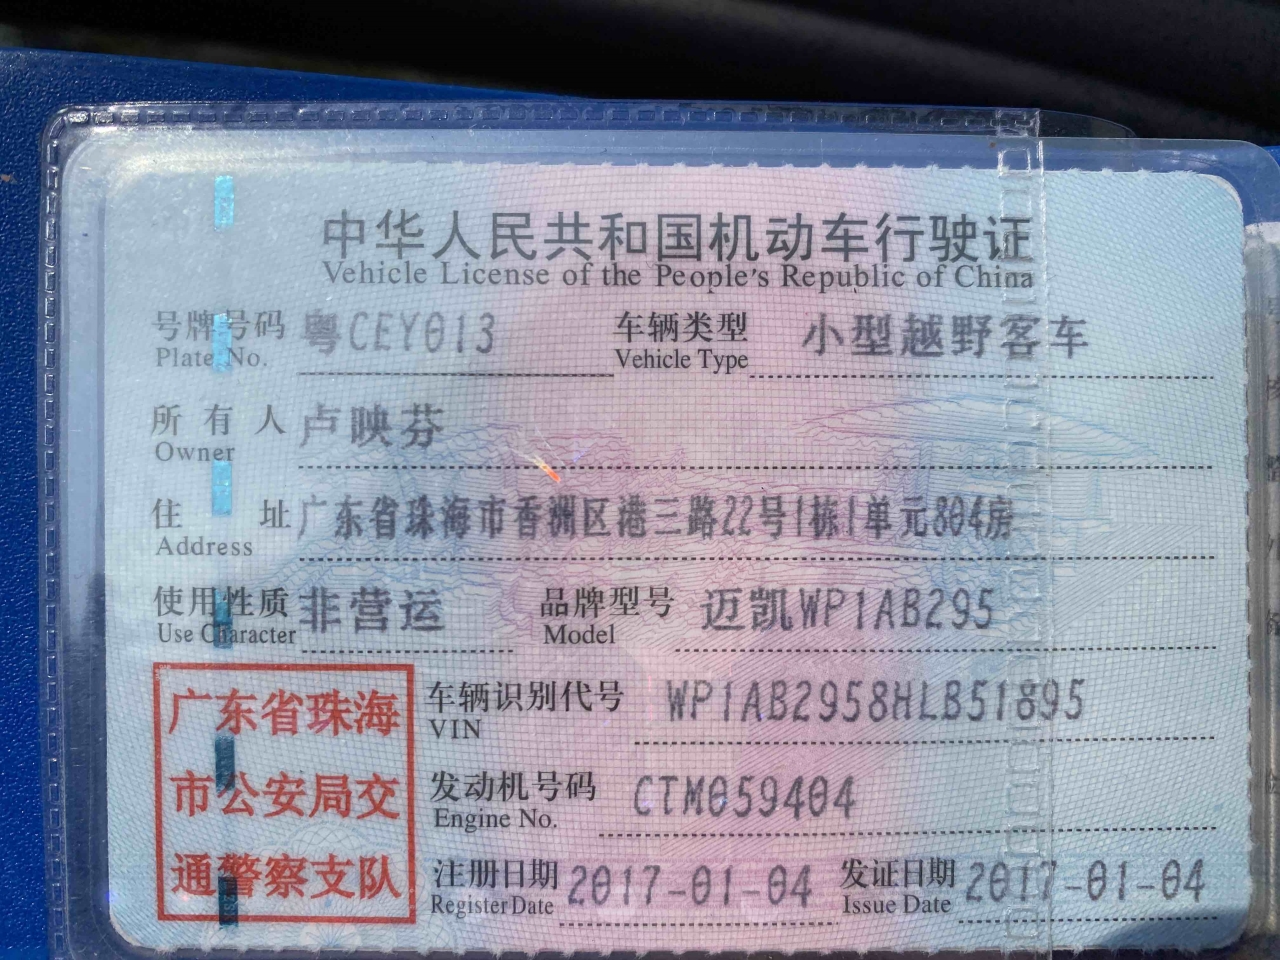 中华人民共和国机动车行驶证
Vehicle License of the People's Republic of China
号牌号码 粤CEY013 车辆类型 小型越野客车
Plate No. Vehicle Type
所有人 卢映芬
Owner
住址 广东省珠海市香洲区港三路22号1栋1单元804房
Address
使用性质 非营运 品牌型号 迈凯WP1AB295
Use Character Model
广东省珠海
市公安局交
通警察支队
车辆识别代号 WP1AB2958HLB51895
VIN
发动机号码 CTM059404
Engine No.
注册日期 2017-01-04 发证日期 2017-01-04
Register Date Issue Date